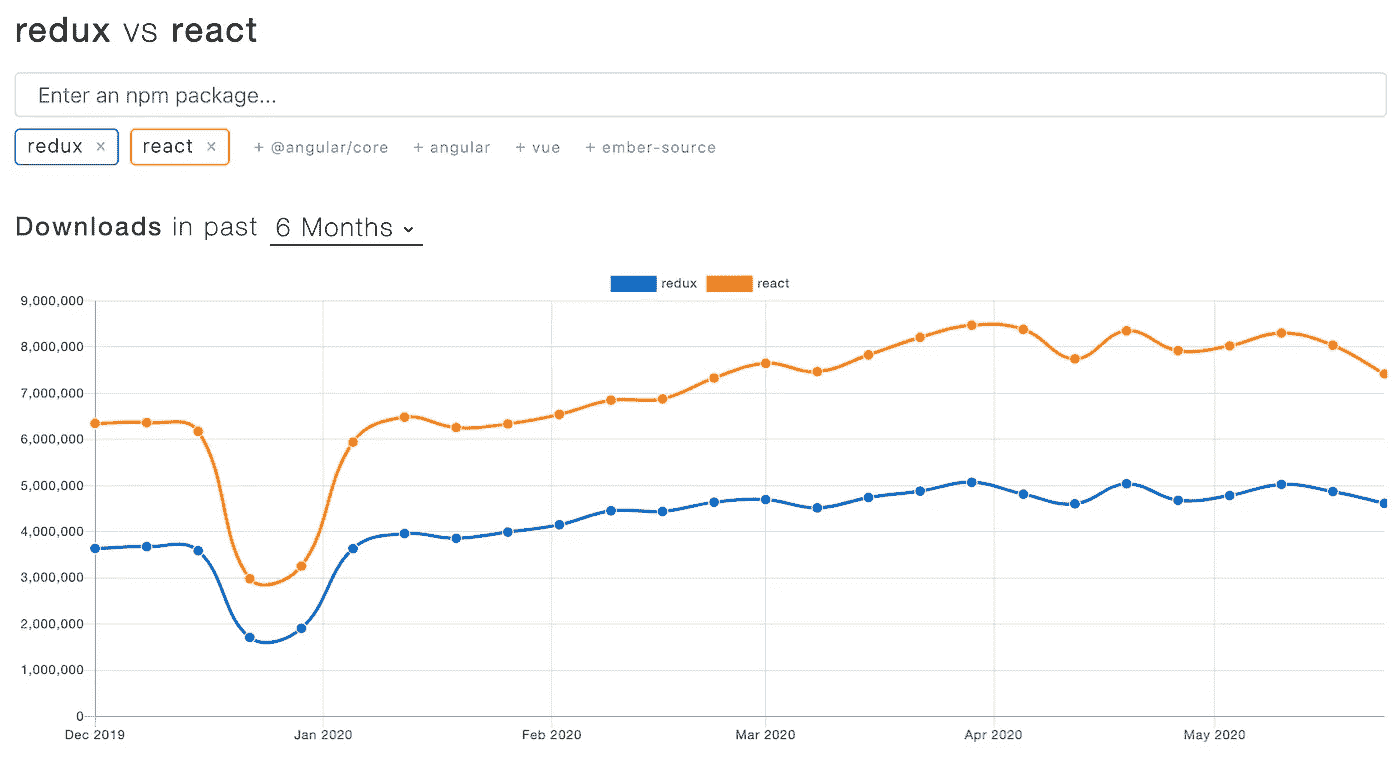 redux vs react
Enter an npm package...
redux × react × + @angular/core + angular + vue + ember-source
Downloads in past 6 Months
redux react
9,000,000
8,000,000
7,000,000
6,000,000
5,000,000
4,000,000
3,000,000
2,000,000
1,000,000
0
Dec 2019 Jan 2020 Feb 2020 Mar 2020 Apr 2020 May 2020